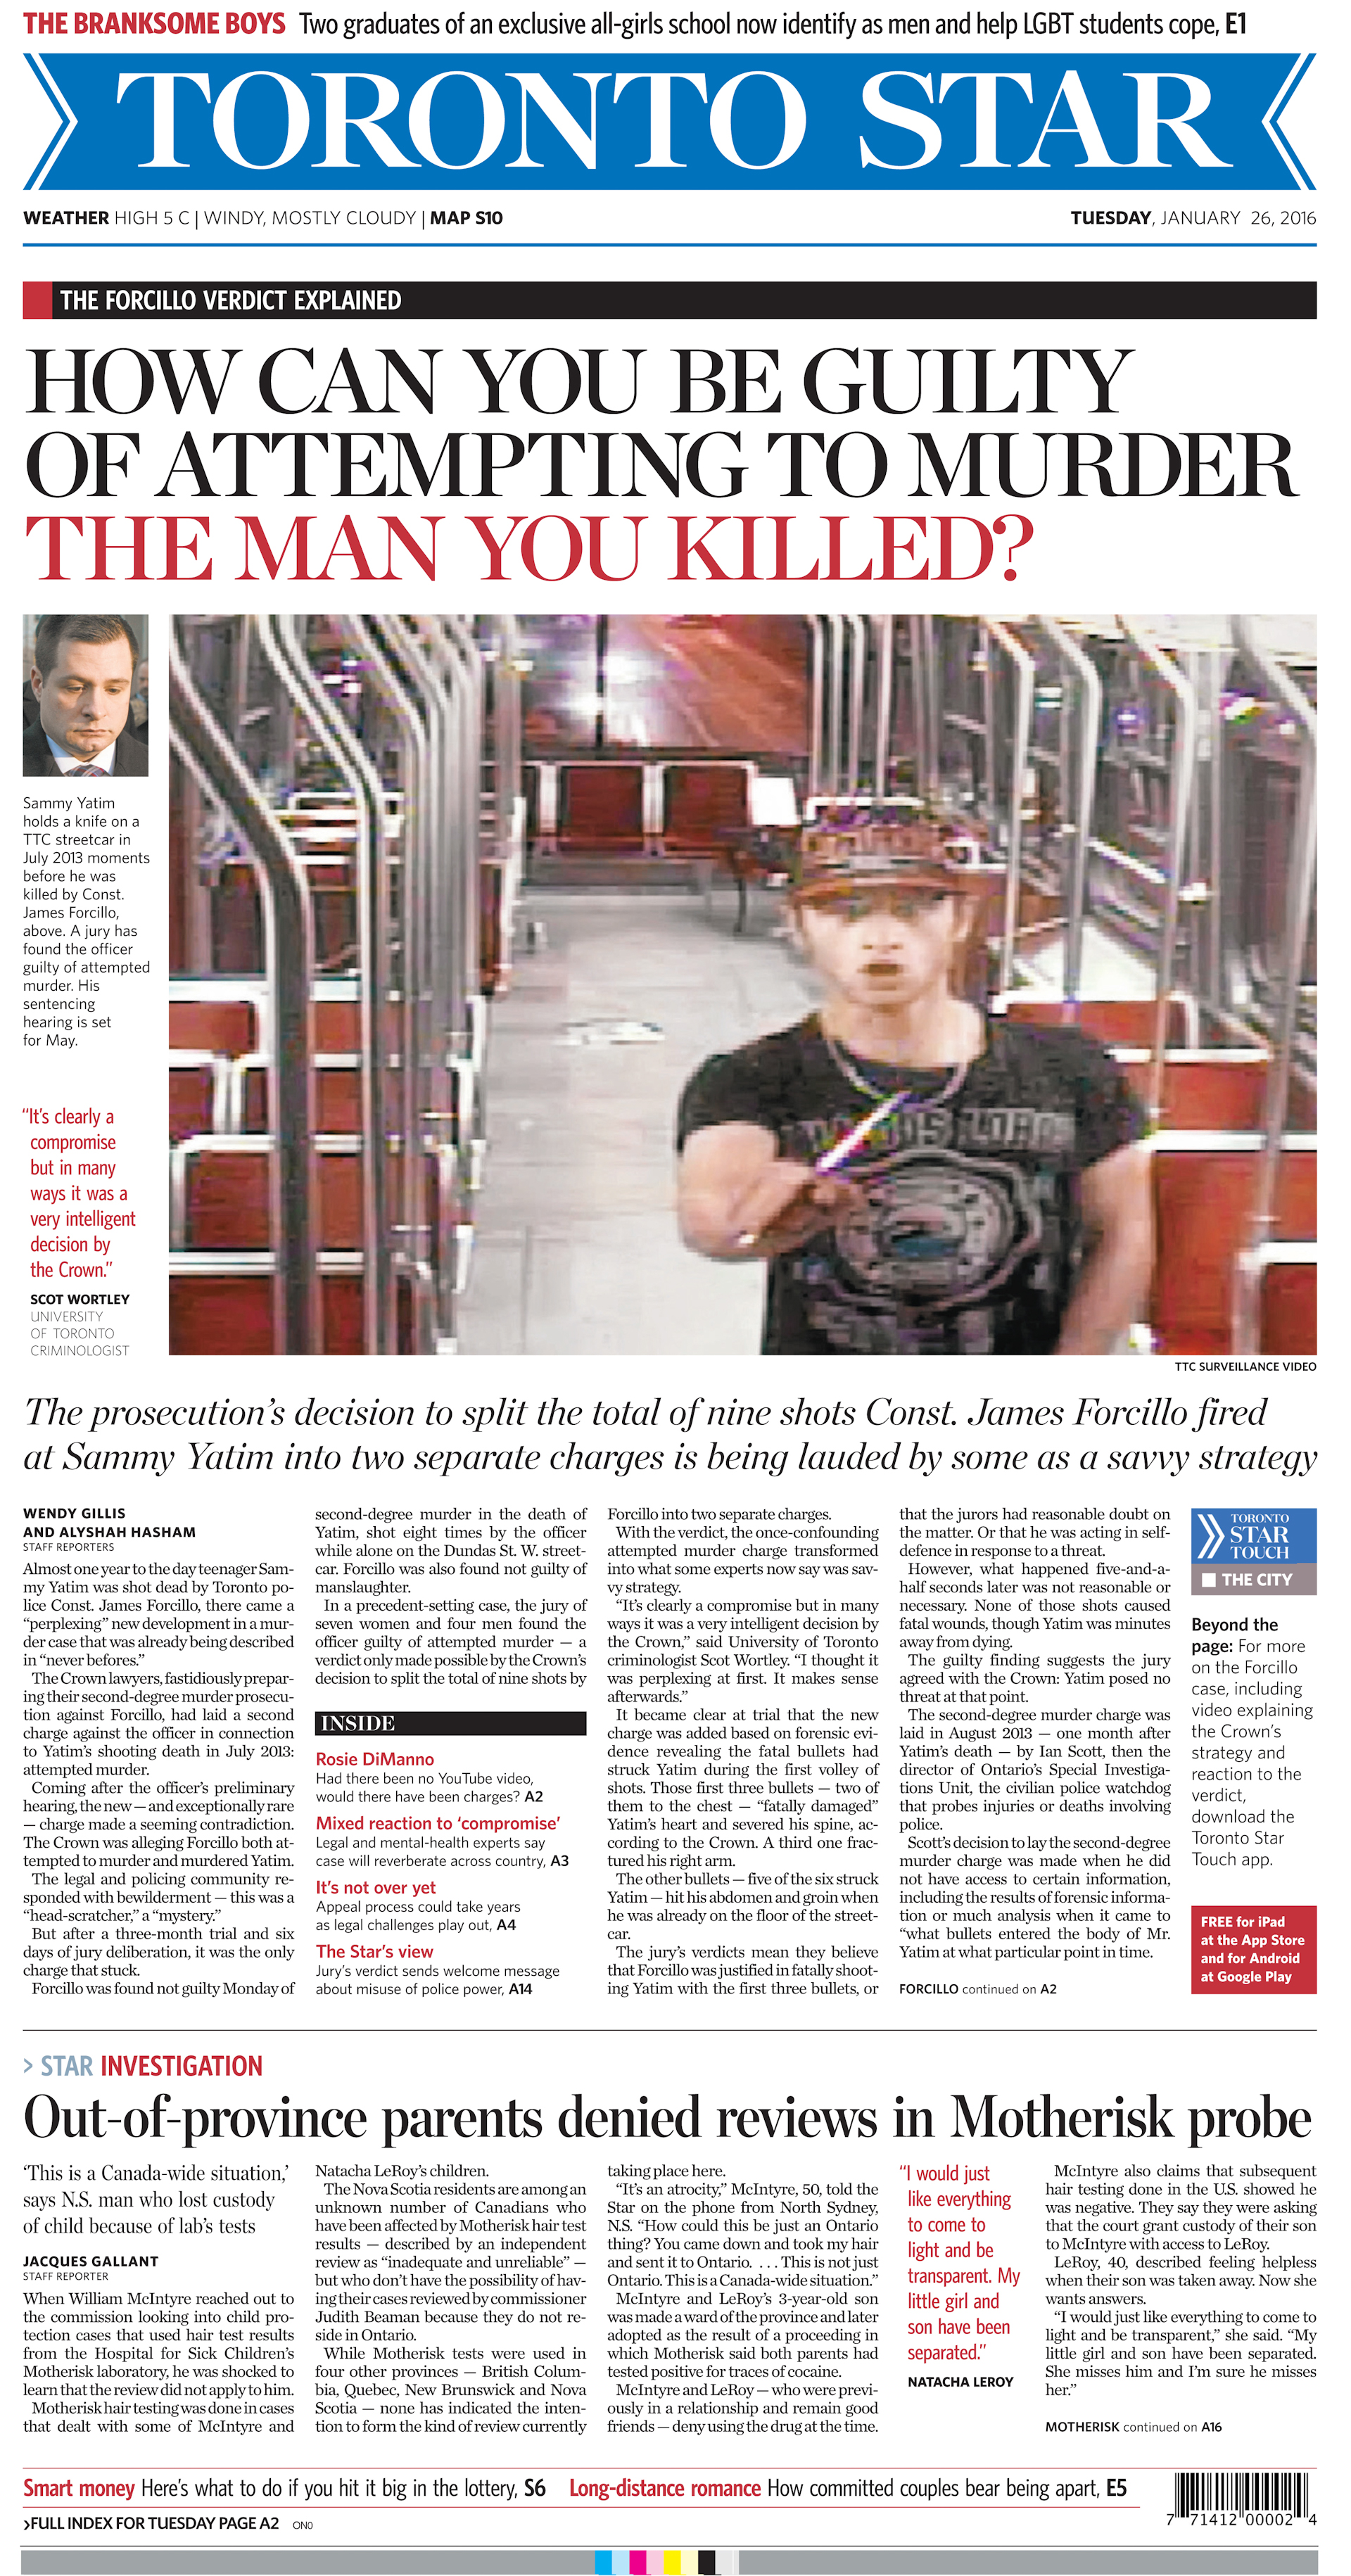 THE BRANKSOME BOYS Two graduates of an exclusive all-girls school now identify as men and help LGBT students cope, E1
TORONTO STAR
WEATHER HIGH 5 C | WINDY, MOSTLY CLOUDY | MAP S10
TUESDAY, JANUARY 26, 2016
THE FORCILLO VERDICT EXPLAINED
HOW CAN YOU BE GUILTY
OF ATTEMPTING TO MURDER
THE MAN YOU KILLED?
Sammy Yatim
holds a knife on a
TTC streetcar in
July 2013 moments
before he was
killed by Const.
James Forcillo,
above. A jury has
found the officer
guilty of attempted
murder. His
sentencing
hearing is set
for May.
“It’s clearly a
compromise
but in many
ways it was a
very intelligent
decision by
the Crown.”
SCOT WORTLEY
UNIVERSITY
OF TORONTO
CRIMINOLOGIST
TTC SURVEILLANCE VIDEO
The prosecution’s decision to split the total of nine shots Const. James Forcillo fired
at Sammy Yatim into two separate charges is being lauded by some as a savvy strategy
WENDY GILLIS
AND ALYSHAH HASHAM
STAFF REPORTERS
Almost one year to the day teenager Sam-
my Yatim was shot dead by Toronto po-
lice Const. James Forcillo, there came a
“perplexing” new development in a mur-
der case that was already being described
in “never befores.”
The Crown lawyers, fastidiously prepar-
ing their second-degree murder prosecu-
tion against Forcillo, had laid a second
charge against the officer in connection
to Yatim’s shooting death in July 2013:
attempted murder.
Coming after the officer’s preliminary
hearing, the new — and exceptionally rare
— charge made a seeming contradiction.
The Crown was alleging Forcillo both at-
tempted to murder and murdered Yatim.
The legal and policing community re-
sponded with bewilderment — this was a
“head-scratcher,” a “mystery.”
But after a three-month trial and six
days of jury deliberation, it was the only
charge that stuck.
Forcillo was found not guilty Monday of
second-degree murder in the death of
Yatim, shot eight times by the officer
while alone on the Dundas St. W. street-
car. Forcillo was also found not guilty of
manslaughter.
In a precedent-setting case, the jury of
seven women and four men found the
officer guilty of attempted murder — a
verdict only made possible by the Crown’s
decision to split the total of nine shots by
INSIDE
Rosie DiManno
Had there been no YouTube video,
would there have been charges? A2
Mixed reaction to ‘compromise’
Legal and mental-health experts say
case will reverberate across country, A3
It’s not over yet
Appeal process could take years
as legal challenges play out, A4
The Star’s view
Jury’s verdict sends welcome message
about misuse of police power, A14
Forcillo into two separate charges.
With the verdict, the once-confounding
attempted murder charge transformed
into what some experts now say was sav-
vy strategy.
“It’s clearly a compromise but in many
ways it was a very intelligent decision by
the Crown,” said University of Toronto
criminologist Scot Wortley. “I thought it
was perplexing at first. It makes sense
afterwards.”
It became clear at trial that the new
charge was added based on forensic evi-
dence revealing the fatal bullets had
struck Yatim during the first volley of
shots. Those first three bullets — two of
them to the chest — “fatally damaged”
Yatim’s heart and severed his spine, ac-
cording to the Crown. A third one frac-
tured his right arm.
The other bullets — five of the six struck
Yatim — hit his abdomen and groin when
he was already on the floor of the street-
car.
The jury’s verdicts mean they believe
that Forcillo was justified in fatally shoot-
ing Yatim with the first three bullets, or
that the jurors had reasonable doubt on
the matter. Or that he was acting in self-
defence in response to a threat.
However, what happened five-and-a-
half seconds later was not reasonable or
necessary. None of those shots caused
fatal wounds, though Yatim was minutes
away from dying.
The guilty finding suggests the jury
agreed with the Crown: Yatim posed no
threat at that point.
The second-degree murder charge was
laid in August 2013 — one month after
Yatim’s death — by Ian Scott, then the
director of Ontario’s Special Investiga-
tions Unit, the civilian police watchdog
that probes injuries or deaths involving
police.
Scott’s decision to lay the second-degree
murder charge was made when he did
not have access to certain information,
including the results of forensic informa-
tion or much analysis when it came to
“what bullets entered the body of Mr.
Yatim at what particular point in time.
FORCILLO continued on A2
TORONTO
STAR
TOUCH
THE CITY
Beyond the
page: For more
on the Forcillo
case, including
video explaining
the Crown’s
strategy and
reaction to the
verdict,
download the
Toronto Star
Touch app.
FREE for iPad
at the App Store
and for Android
at Google Play
> STAR INVESTIGATION
Out-of-province parents denied reviews in Motherisk probe
‘This is a Canada-wide situation,’
says N.S. man who lost custody
of child because of lab’s tests
JACQUES GALLANT
STAFF REPORTER
When William McIntyre reached out to
the commission looking into child pro-
tection cases that used hair test results
from the Hospital for Sick Children’s
Motherisk laboratory, he was shocked to
learn that the review did not apply to him.
Motherisk hair testing was done in cases
that dealt with some of McIntyre and
Natacha LeRoy’s children.
The Nova Scotia residents are among an
unknown number of Canadians who
have been affected by Motherisk hair test
results — described by an independent
review as “inadequate and unreliable” —
but who don’t have the possibility of hav-
ing their cases reviewed by commissioner
Judith Beaman because they do not re-
side in Ontario.
While Motherisk tests were used in
four other provinces — British Colum-
bia, Quebec, New Brunswick and Nova
Scotia — none has indicated the inten-
tion to form the kind of review currently
taking place here.
“It’s an atrocity,” McIntyre, 50, told the
Star on the phone from North Sydney,
N.S. “How could this be just an Ontario
thing? You came down and took my hair
and sent it to Ontario. . . . This is not just
Ontario. This is a Canada-wide situation.”
McIntyre and LeRoy’s 3-year-old son
was made a ward of the province and later
adopted as the result of a proceeding in
which Motherisk said both parents had
tested positive for traces of cocaine.
McIntyre and LeRoy — who were previ-
ously in a relationship and remain good
friends — deny using the drug at the time.
“I would just
like everything
to come to
light and be
transparent. My
little girl and
son have been
separated.”
NATACHA LEROY
McIntyre also claims that subsequent
hair testing done in the U.S. showed he
was negative. They say they were asking
that the court grant custody of their son
to McIntyre with access to LeRoy.
LeRoy, 40, described feeling helpless
when their son was taken away. Now she
wants answers.
“I would just like everything to come to
light and be transparent,” she said. “My
little girl and son have been separated.
She misses him and I’m sure he misses
her.”
MOTHERISK continued on A16
Smart money Here’s what to do if you hit it big in the lottery, S6 Long-distance romance How committed couples bear being apart, E5
›FULL INDEX FOR TUESDAY PAGE A2 ON0
7 71412 00002 4